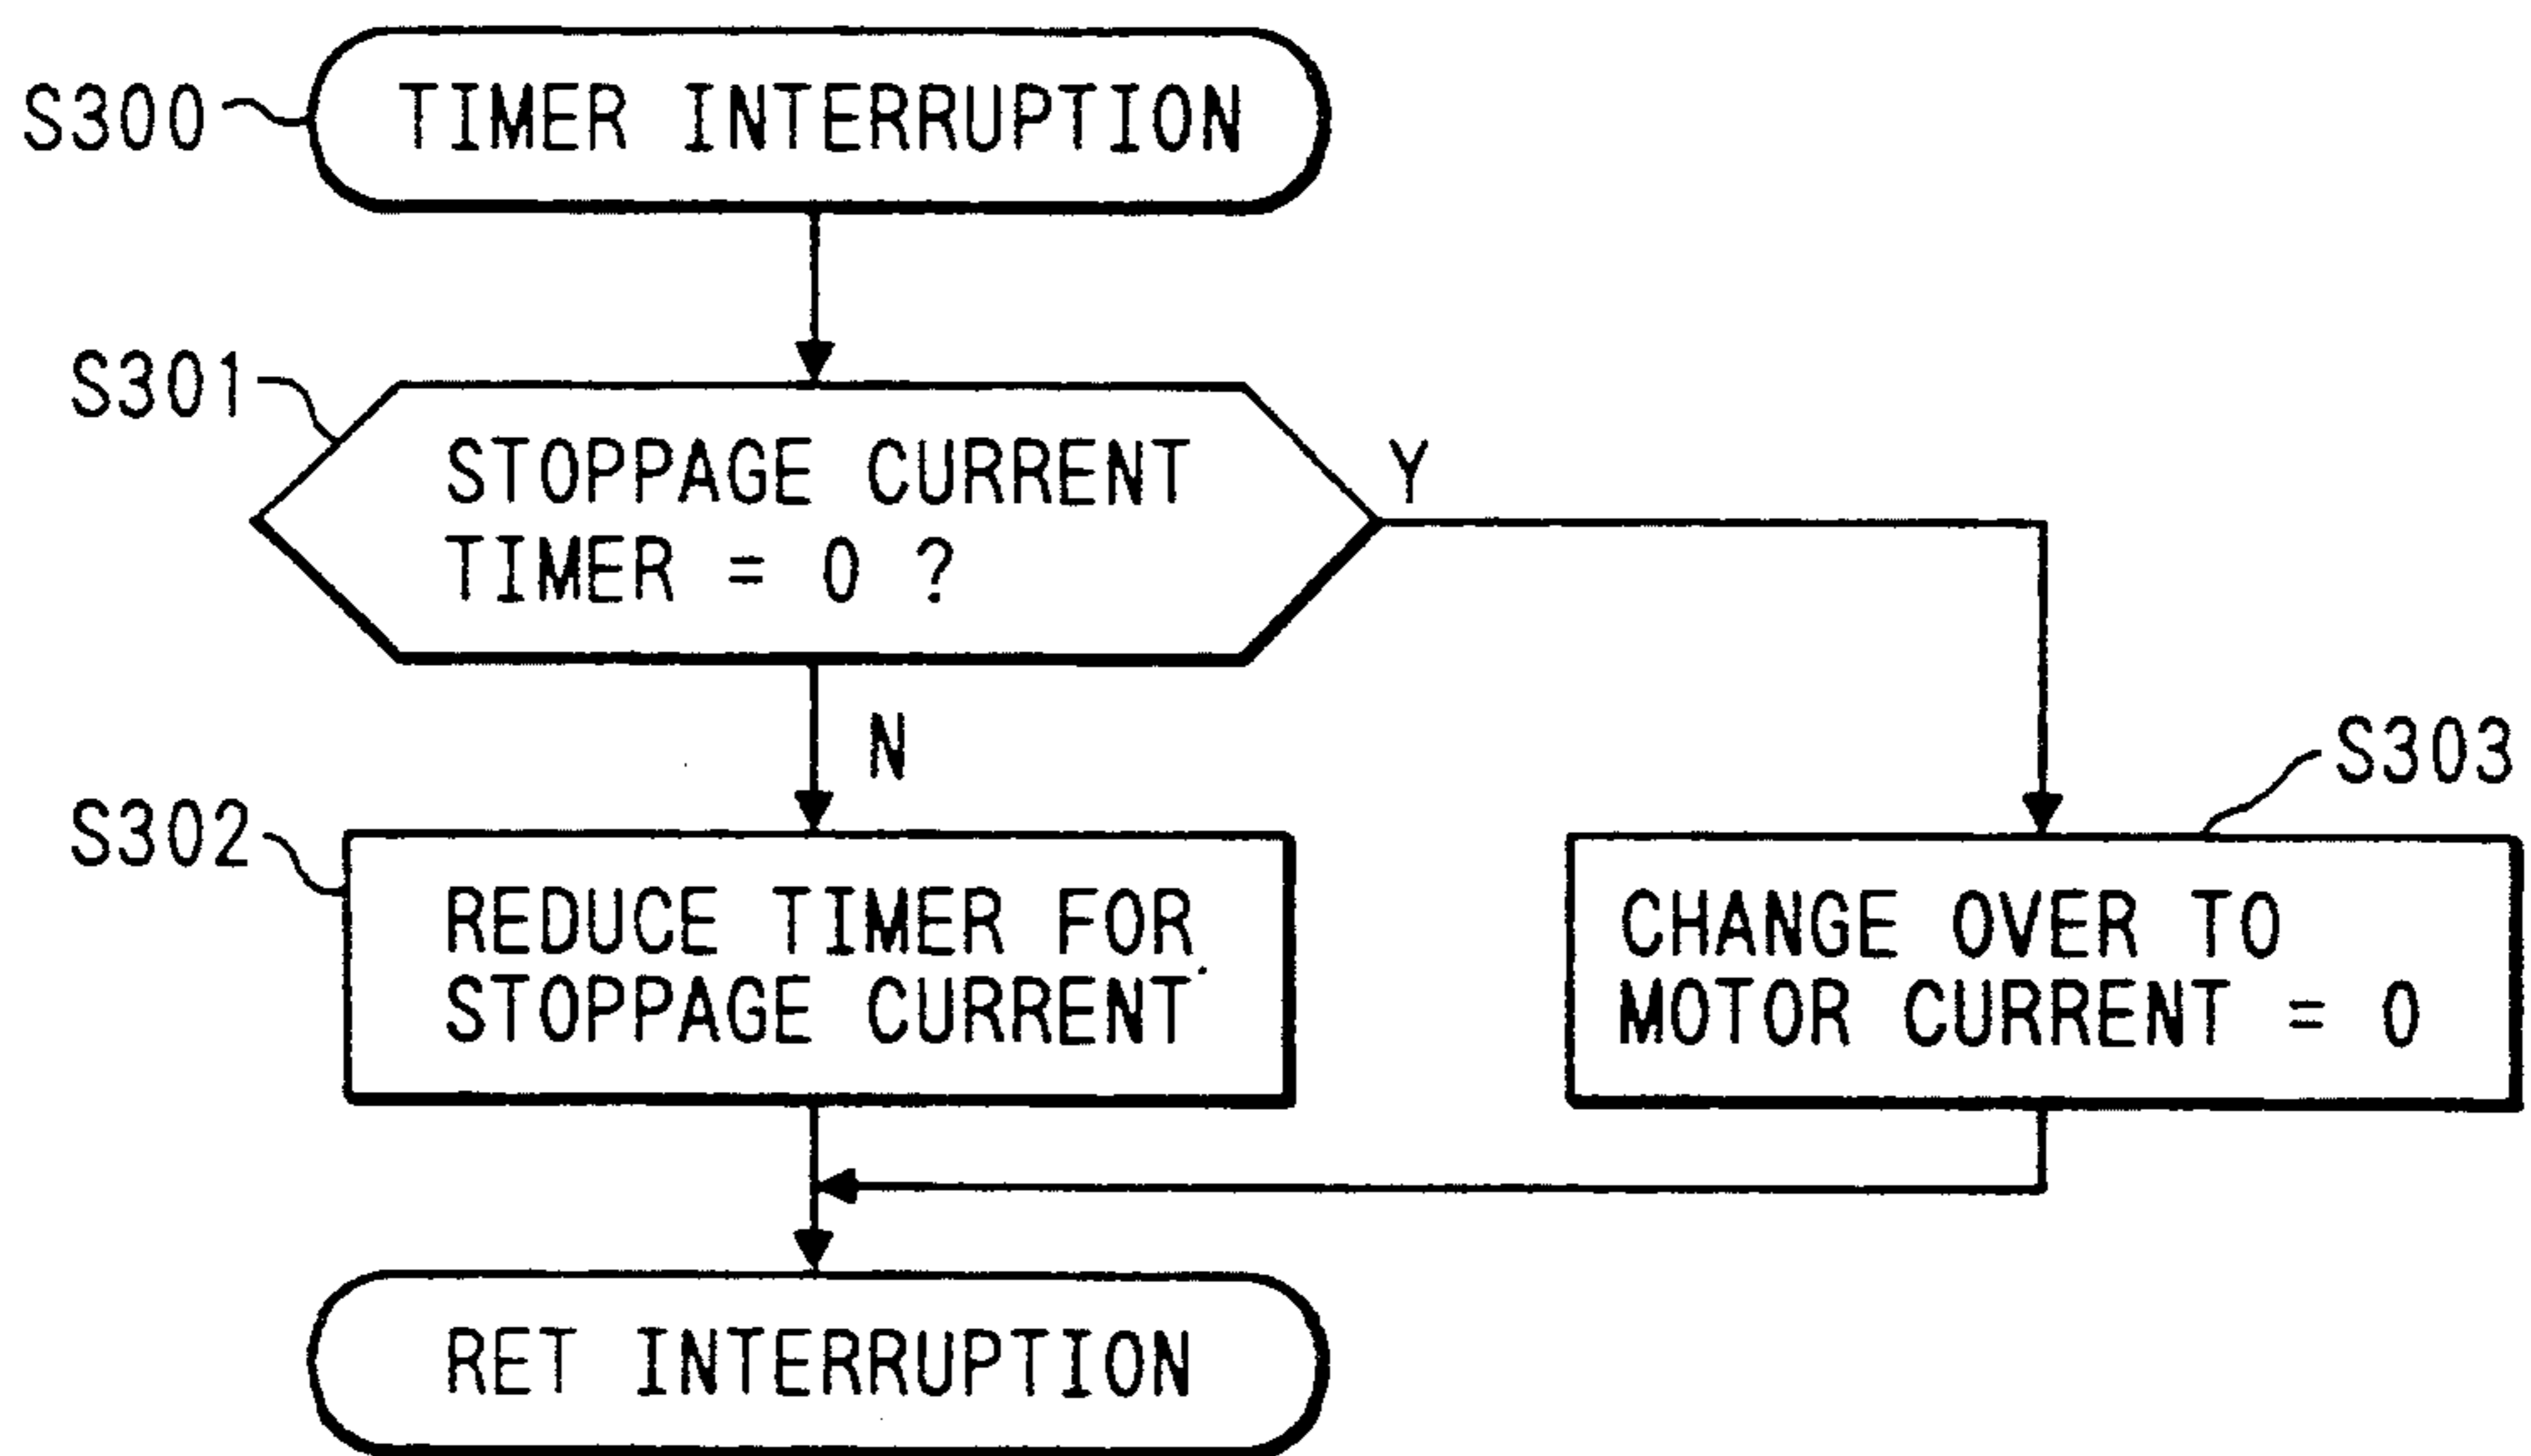 S300
TIMER INTERRUPTION
S301
STOPPAGE CURRENT
TIMER = 0 ?
Y
N
S302
REDUCE TIMER FOR
STOPPAGE CURRENT
S303
CHANGE OVER TO
MOTOR CURRENT = 0
RET INTERRUPTION